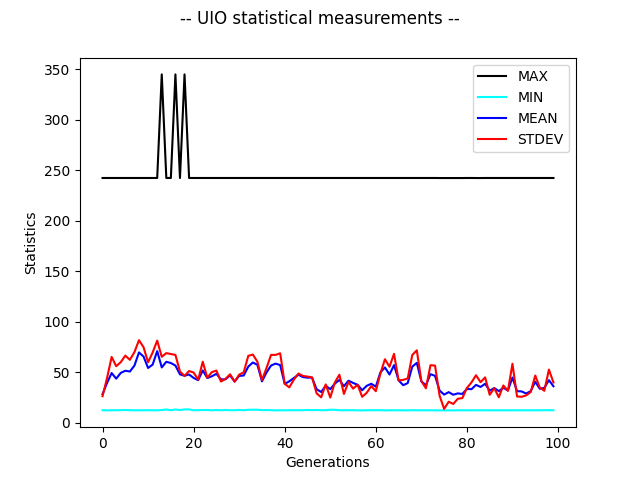 -- UIO statistical measurements --
350
300
250
200
150
100
50
0
Statistics
MAX
MIN
MEAN
STDEV
0 20 40 60 80 100
Generations